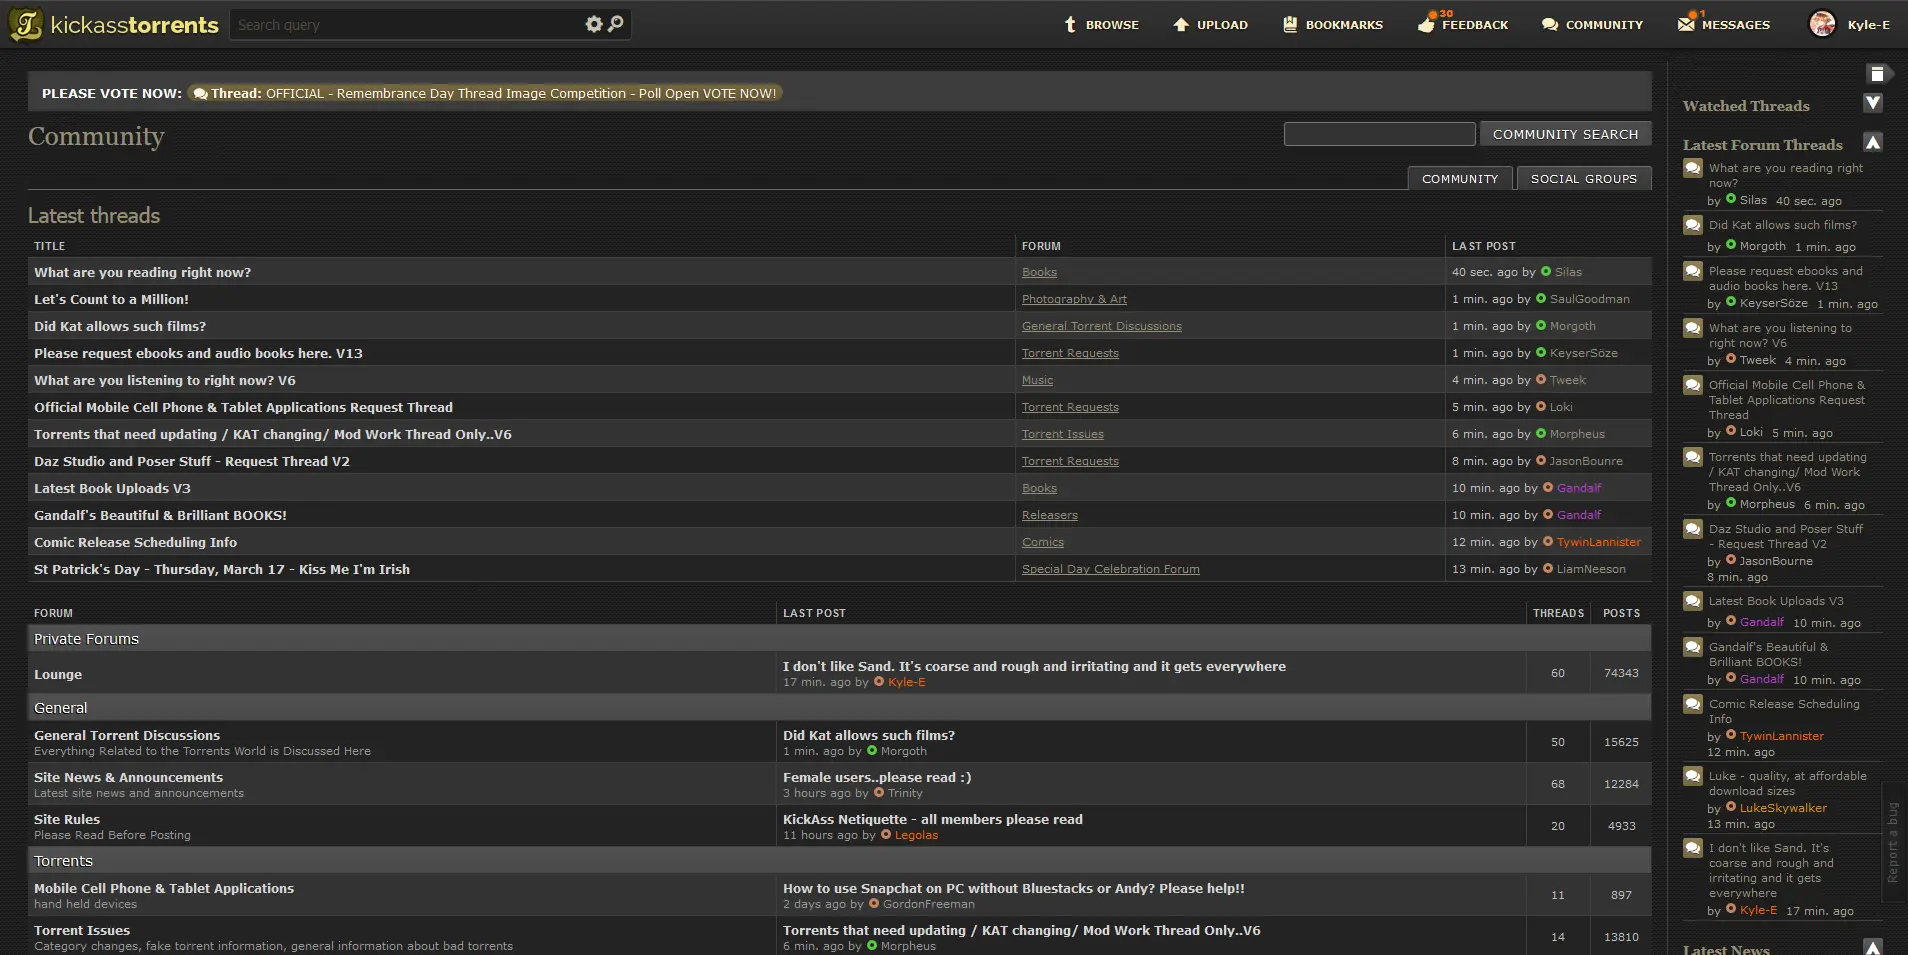 kickasstorrents
Search query
BROWSE
UPLOAD
BOOKMARKS
30
FEEDBACK
COMMUNITY
1
MESSAGES
Kyle-E
PLEASE VOTE NOW: Thread: OFFICIAL - Remembrance Day Thread Image Competition - Poll Open VOTE NOW!
Community
COMMUNITY SEARCH
COMMUNITY SOCIAL GROUPS
Latest threads
TITLE FORUM LAST POST
What are you reading right now? Books 40 sec. ago by Silas
Let's Count to a Million! Photography & Art 1 min. ago by SaulGoodman
Did Kat allows such films? General Torrent Discussions 1 min. ago by Morgoth
Please request ebooks and audio books here. V13 Torrent Requests 1 min. ago by KeyserSöze
What are you listening to right now? V6 Music 4 min. ago by Tweek
Official Mobile Cell Phone & Tablet Applications Request Thread Torrent Requests 5 min. ago by Loki
Torrents that need updating / KAT changing/ Mod Work Thread Only..V6 Torrent Issues 6 min. ago by Morpheus
Daz Studio and Poser Stuff - Request Thread V2 Torrent Requests 8 min. ago by JasonBounre
Latest Book Uploads V3 Books 10 min. ago by Gandalf
Gandalf's Beautiful & Brilliant BOOKS! Releasers 10 min. ago by Gandalf
Comic Release Scheduling Info Comics 12 min. ago by TywinLannister
St Patrick's Day - Thursday, March 17 - Kiss Me I'm Irish Special Day Celebration Forum 13 min. ago by LiamNeeson
FORUM LAST POST THREADS POSTS
Private Forums
Lounge
I don't like Sand. It's coarse and rough and irritating and it gets everywhere
17 min. ago by Kyle-E
60 74343
General
General Torrent Discussions
Everything Related to the Torrents World is Discussed Here
Did Kat allows such films?
1 min. ago by Morgoth
50 15625
Site News & Announcements
Latest site news and announcements
Female users..please read :)
3 hours ago by Trinity
68 12284
Site Rules
Please Read Before Posting
KickAss Netiquette - all members please read
11 hours ago by Legolas
20 4933
Torrents
Mobile Cell Phone & Tablet Applications
hand held devices
How to use Snapchat on PC without Bluestacks or Andy? Please help!!
2 days ago by GordonFreeman
11 897
Torrent Issues
Category changes, fake torrent information, general information about bad torrents
Torrents that need updating / KAT changing/ Mod Work Thread Only..V6
6 min. ago by Morpheus
14 13810
Watched Threads
Latest Forum Threads
What are you reading right
now?
by Silas 40 sec. ago
Did Kat allows such films?
by Morgoth 1 min. ago
Please request ebooks and
audio books here. V13
by KeyserSöze 1 min. ago
What are you listening to
right now? V6
by Tweek 4 min. ago
Official Mobile Cell Phone &
Tablet Applications Request
Thread
by Loki 5 min. ago
Torrents that need updating
/ KAT changing/ Mod Work
Thread Only..V6
by Morpheus 6 min. ago
Daz Studio and Poser Stuff
- Request Thread V2
by JasonBourne
8 min. ago
Latest Book Uploads V3
by Gandalf 10 min. ago
Gandalf's Beautiful &
Brilliant BOOKS!
by Gandalf 10 min. ago
Comic Release Scheduling
Info
by TywinLannister
12 min. ago
Luke - quality, at affordable
download sizes
by LukeSkywalker
13 min. ago
I don't like Sand. It's
coarse and rough and
irritating and it gets
everywhere
by Kyle-E 17 min. ago
Latest News
Report a bug